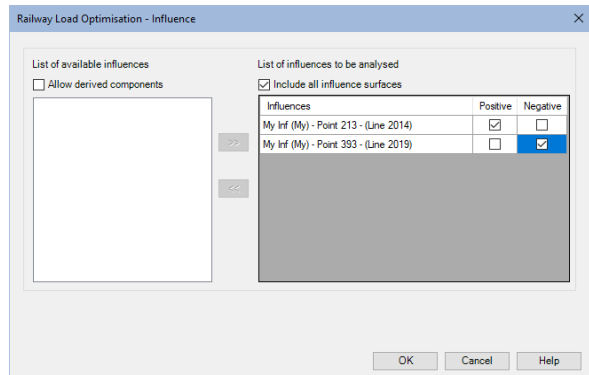 Railway Load Optimisation - Influence
List of available influences
List of influences to be analysed
Allow derived components
Include all influence surfaces
Influences Positive Negative
My Inf (My) - Point 213 - (Line 2014)
My Inf (My) - Point 393 - (Line 2019)
>>
<<
OK Cancel Help